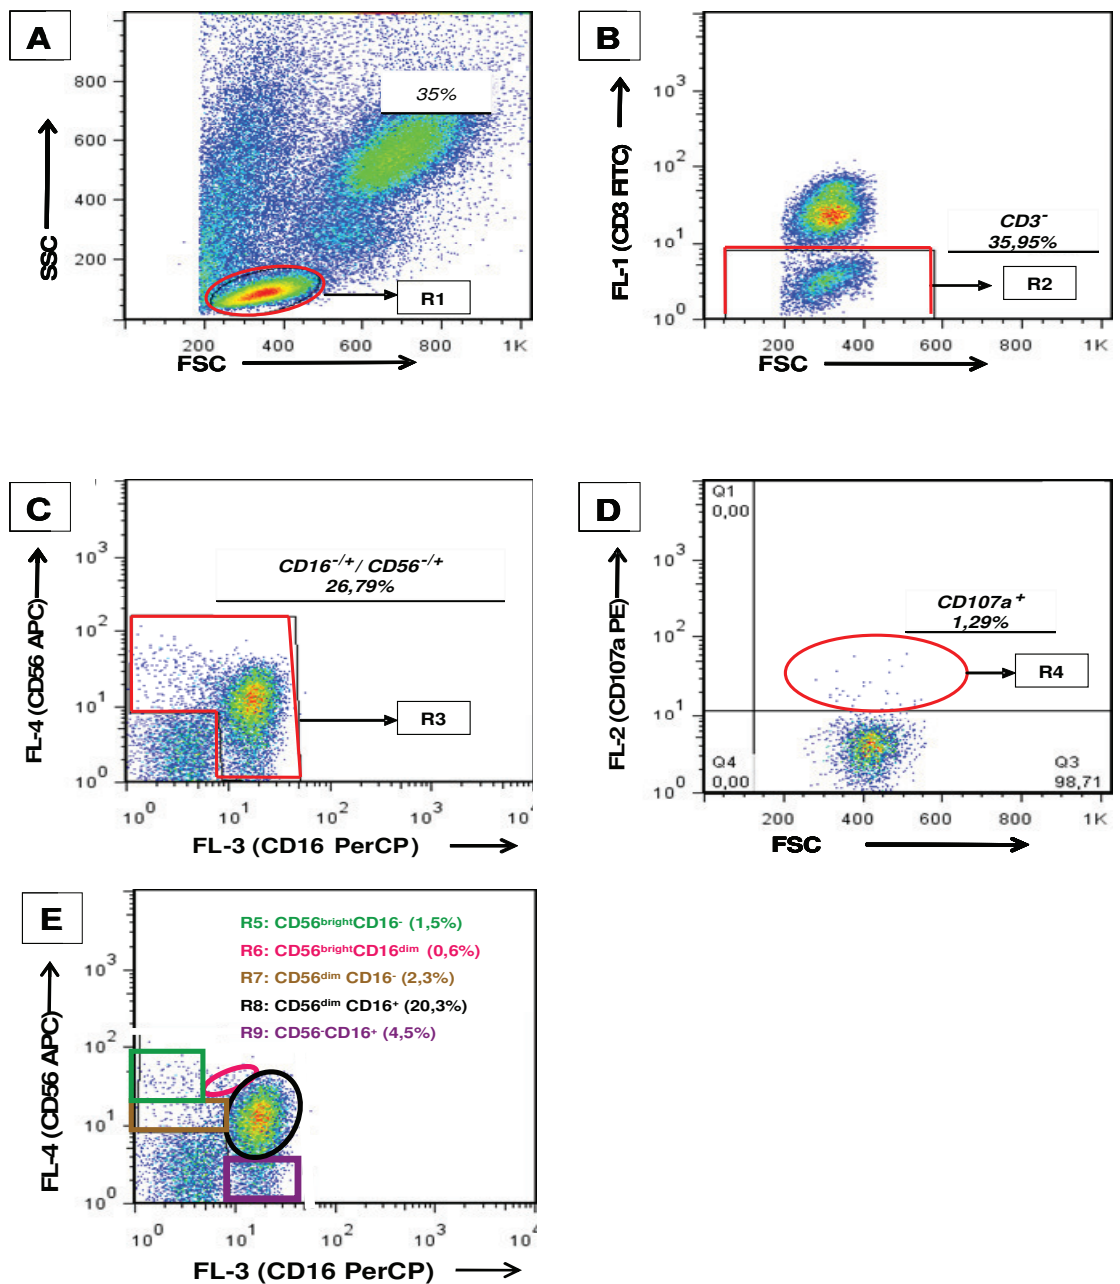 A
SSC
800
600
400
200
35%
R1
200
400
600
800
1K
FSC
B
FL-1 (CD3 FITC)
10³
10²
10¹
10⁰
CD3⁻
35,95%
R2
200
400
600
800
1K
FSC
C
FL-4 (CD56 APC)
10³
10²
10¹
10⁰
CD16⁻/⁺/ CD56⁻/⁺
26,79%
R3
10⁰
10¹
10²
10³
10
FL-3 (CD16 PerCP)
D
FL-2 (CD107a PE)
10³
10²
10¹
10⁰
Q1
0,00
CD107a⁺
1,29%
R4
Q4
0,00
Q3
98,71
200
400
600
800
1K
FSC
E
FL-4 (CD56 APC)
10³
10²
10¹
10⁰
R5: CD56ᵇʳⁱᵍʰᵗCD16⁻ (1,5%)
R6: CD56ᵇʳⁱᵍʰᵗCD16ᵈⁱᵐ (0,6%)
R7: CD56ᵈⁱᵐ CD16⁻ (2,3%)
R8: CD56ᵈⁱᵐ CD16⁺ (20,3%)
R9: CD56⁻CD16⁺ (4,5%)
10⁰
10¹
10²
10³
10⁴
FL-3 (CD16 PerCP)